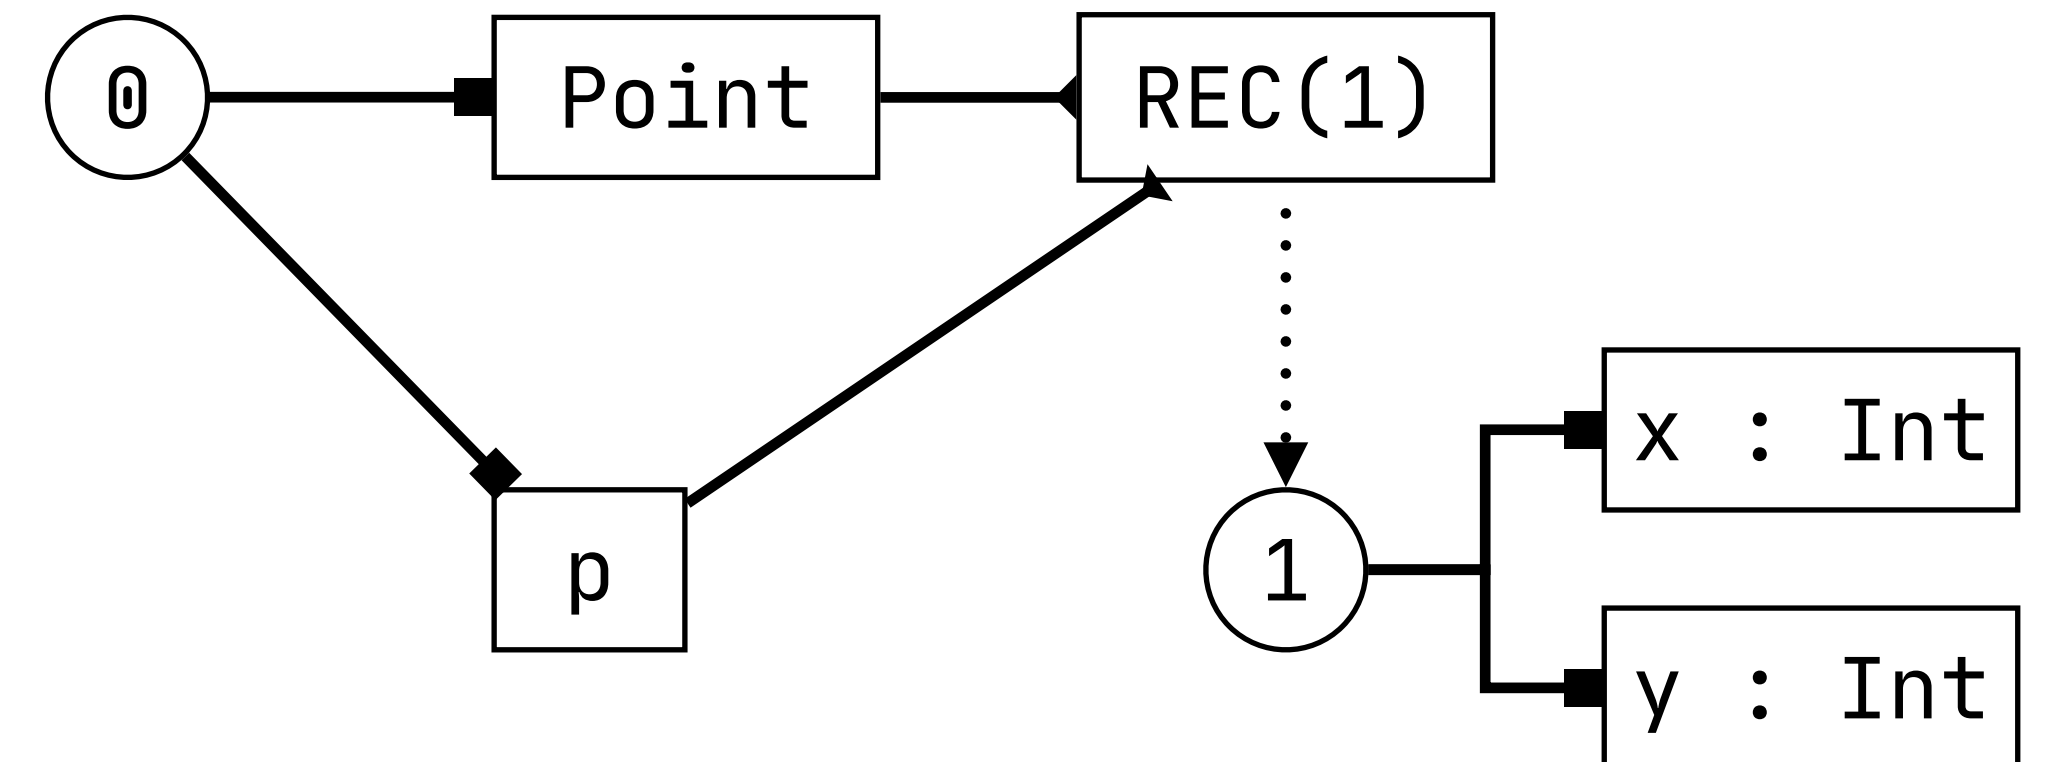 0
Point
REC(1)
x : Int
p
1
y : Int